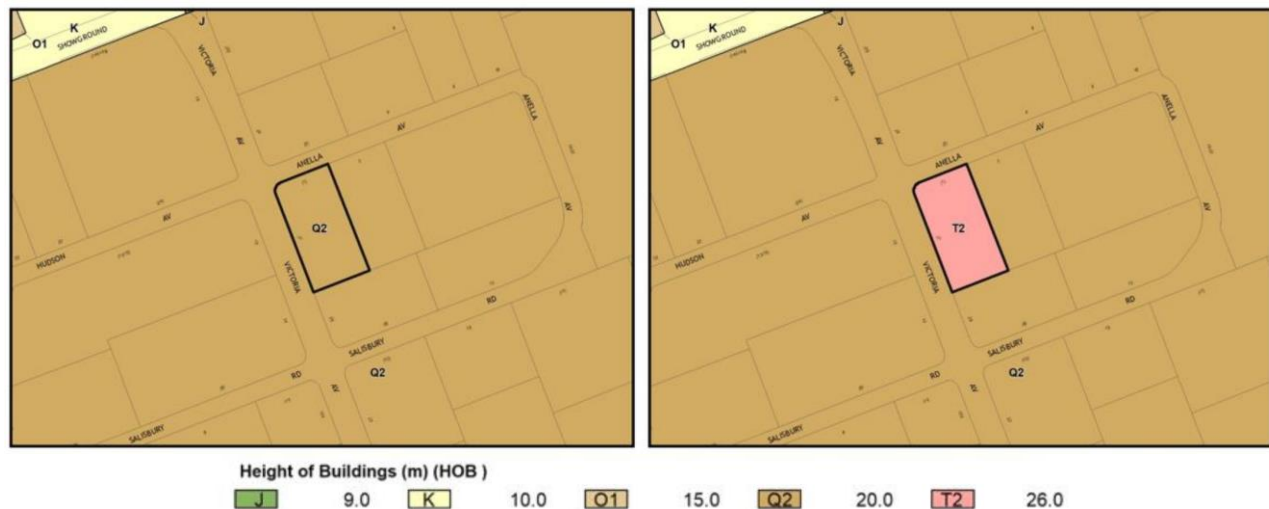 K
J
O1
SHOWGROUND
VICTORIA
AV
ANELLA
ANELLA
AV
AV
AV
HUDSON
Q2
VICTORIA
RD
SALISBURY
Q2
RD
AV
SALISBURY
K
J
O1
SHOWGROUND
VICTORIA
AV
ANELLA
ANELLA
AV
AV
AV
HUDSON
T2
VICTORIA
RD
SALISBURY
Q2
RD
AV
SALISBURY
Height of Buildings (m) (HOB )
J 9.0 K 10.0 O1 15.0 Q2 20.0 T2 26.0